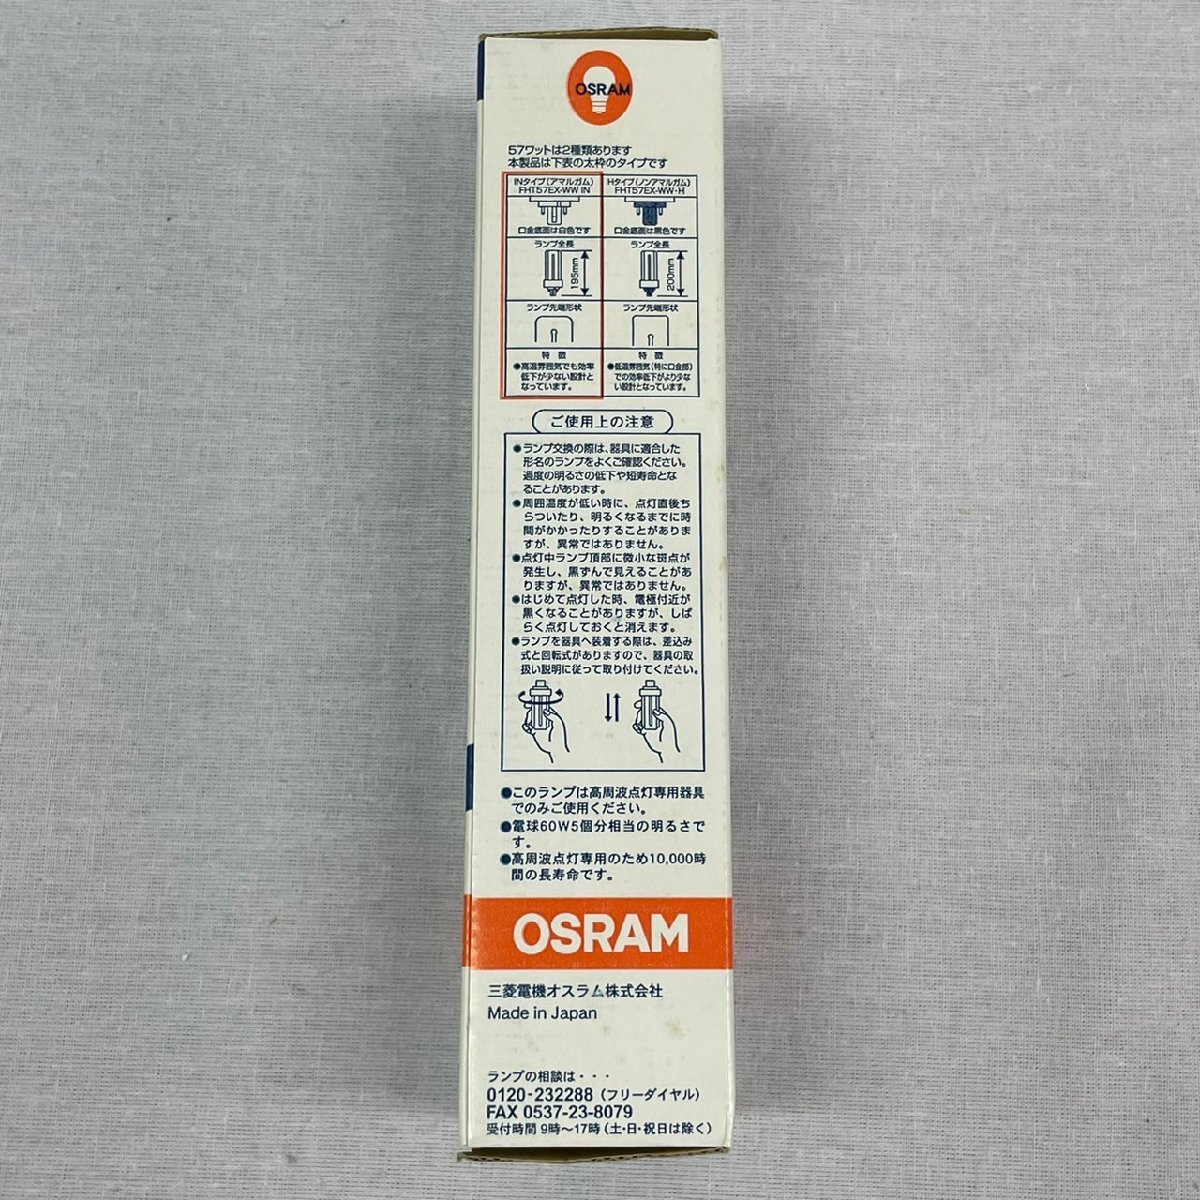 OSRAM
57ワットは2種類あります
本製品は下表の太枠のタイプです
INタイプ(アマルガム)
FHT57EX-WW IN
口金底面は白色です
ランプ全長
195mm
ランプ先端形状
特徴
●高温雰囲気でも効率
低下が少ない設計と
なっています。
Hタイプ(ノンアマルガム)
FHT57EX-WW・H
口金底面は黒色です
ランプ全長
200mm
ランプ先端形状
特徴
●低温雰囲気(特に口金部)
での効率低下がより少な
い設計となっています。
ご使用上の注意
●ランプ交換の際は、器具に適合した
形名のランプをよくご確認ください。
過度の明るさの低下や短寿命とな
ることがあります。
●周囲温度が低い時に、点灯直後ち
らついたり、明るくなるまでに時
間がかかったりすることがありま
すが、異常ではありません。
●点灯中ランプ頂部に微小な斑点が
発生し、黒ずんで見えることがあ
りますが、異常ではありません。
●はじめて点灯した時、電極付近が
黒くなることがありますが、しば
らく点灯しておくと消えます。
●ランプを器具へ装着する際は、差込み
式と回転式がありますので、器具の取
扱い説明に従って取り付けてください。
●このランプは高周波点灯専用器具
でのみご使用ください。
●電球60W5個分相当の明るさで
す。
●高周波点灯専用のため10,000時
間の長寿命です。
OSRAM
三菱電機オスラム株式会社
Made in Japan
ランプの相談は・・・
0120-232288(フリーダイヤル)
FAX 0537-23-8079
受付時間 9時〜17時(土・日・祝日は除く)